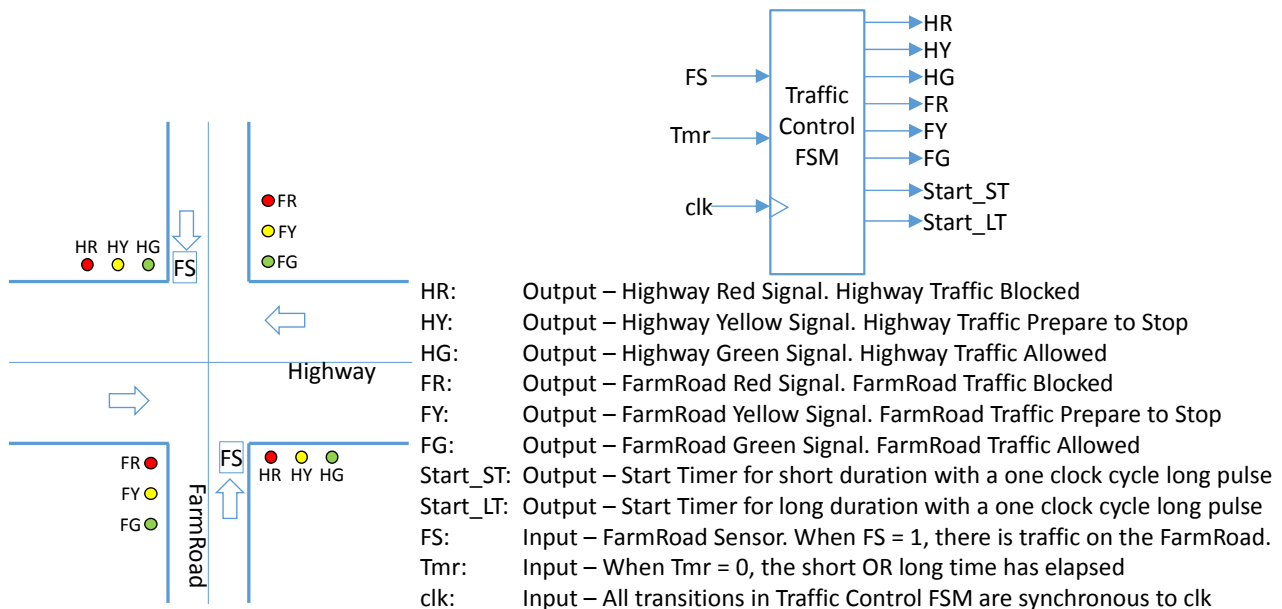 HR
HY
HG
FR
FY
FG
Start_ST
Start_LT
FS
Tmr
clk
Traffic
Control
FSM
FR
FY
FG
HR HY HG
FS
Highway
FR
FY
FG
FS
HR HY HG
FarmRoad
HR: Output – Highway Red Signal. Highway Traffic Blocked
HY: Output – Highway Yellow Signal. Highway Traffic Prepare to Stop
HG: Output – Highway Green Signal. Highway Traffic Allowed
FR: Output – FarmRoad Red Signal. FarmRoad Traffic Blocked
FY: Output – FarmRoad Yellow Signal. FarmRoad Traffic Prepare to Stop
FG: Output – FarmRoad Green Signal. FarmRoad Traffic Allowed
Start_ST: Output – Start Timer for short duration with a one clock cycle long pulse
Start_LT: Output – Start Timer for long duration with a one clock cycle long pulse
FS: Input – FarmRoad Sensor. When FS = 1, there is traffic on the FarmRoad.
Tmr: Input – When Tmr = 0, the short OR long time has elapsed
clk: Input – All transitions in Traffic Control FSM are synchronous to clk